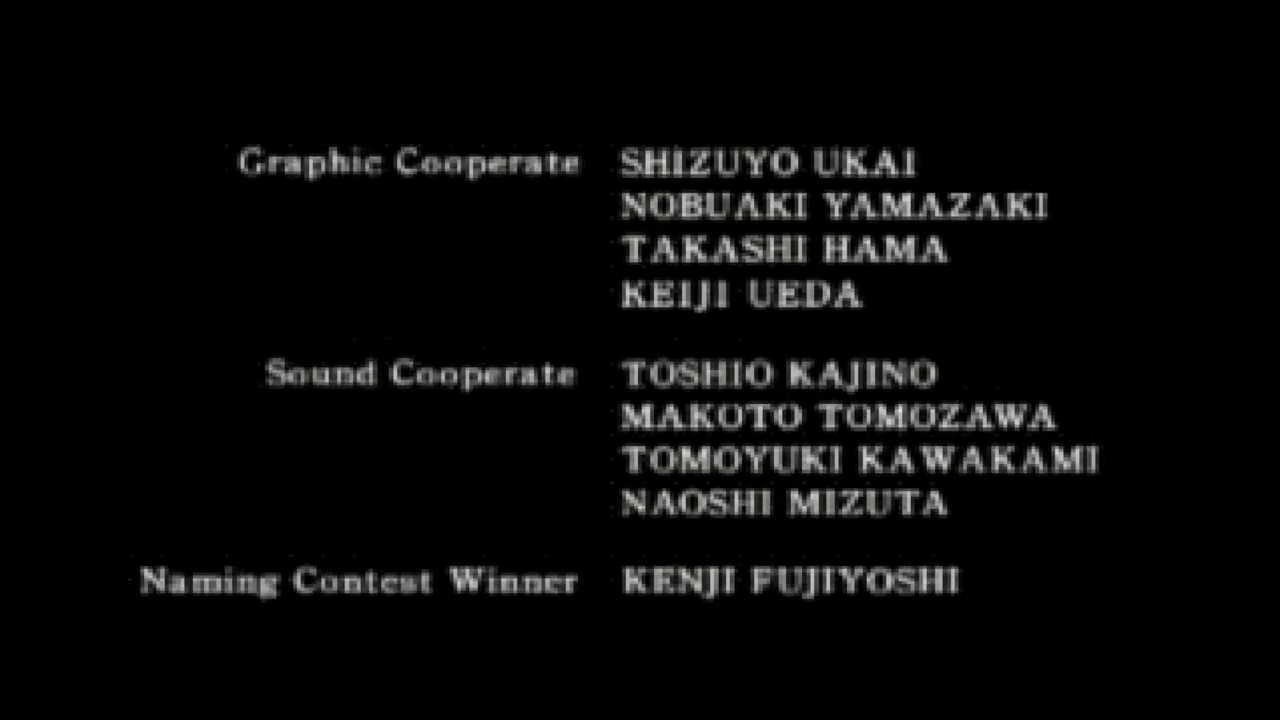 Graphic Cooperate SHIZUYO UKAI
NOBUAKI YAMAZAKI
TAKASHI HAMA
KEIJI UEDA
Sound Cooperate TOSHIO KAJINO
MAKOTO TOMOZAWA
TOMOYUKI KAWAKAMI
NAOSHI MIZUTA
Naming Contest Winner KENJI FUJIYOSHI